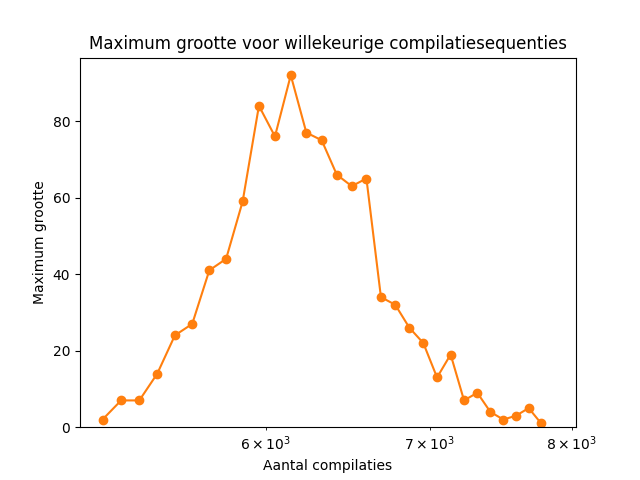 Maximum grootte voor willekeurige compilatiesequenties
Maximum grootte
80
60
40
20
0
6 × 10³
7 × 10³
8 × 10³
Aantal compilaties